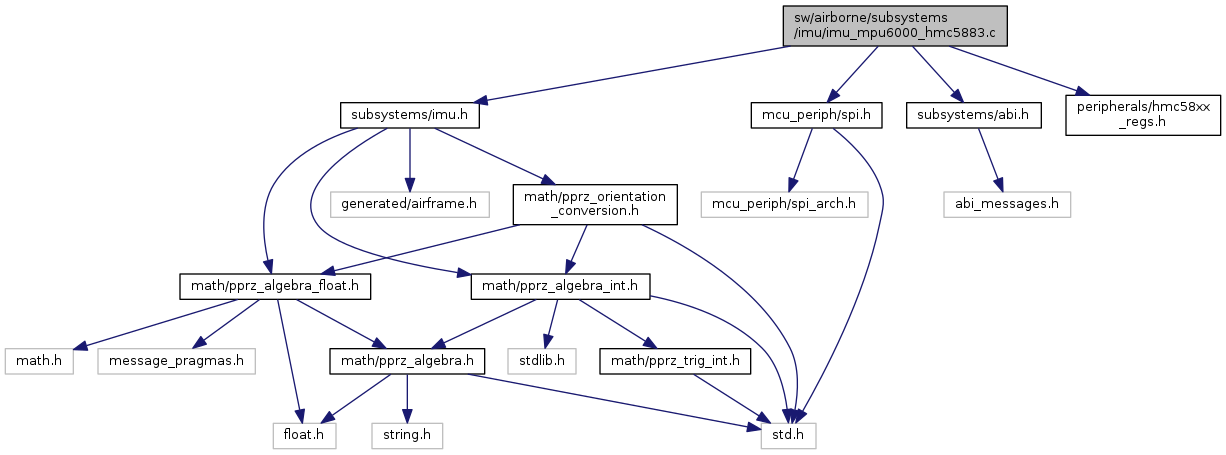 sw/airborne/subsystems
/imu/imu_mpu6000_hmc5883.c
subsystems/imu.h
mcu_periph/spi.h
subsystems/abi.h
peripherals/hmc58xx
_regs.h
generated/airframe.h
math/pprz_orientation
_conversion.h
mcu_periph/spi_arch.h
abi_messages.h
math/pprz_algebra_float.h
math/pprz_algebra_int.h
math.h
message_pragmas.h
math/pprz_algebra.h
stdlib.h
math/pprz_trig_int.h
float.h
string.h
std.h